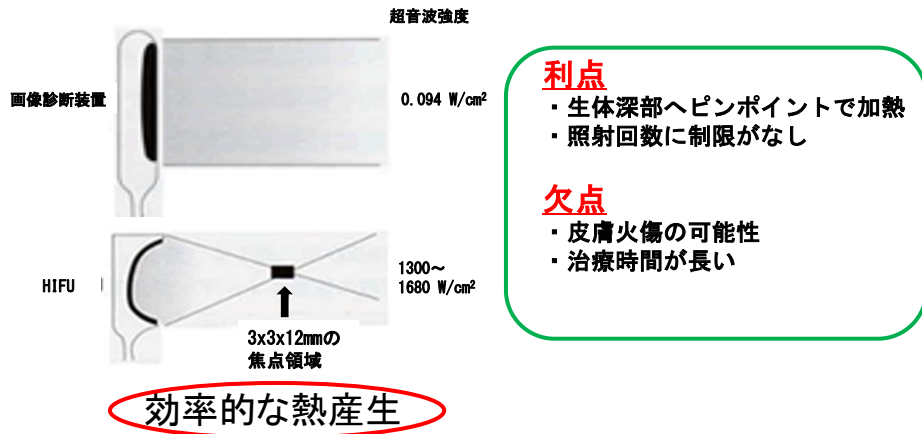 超音波強度
画像診断装置
0.094 W/cm²
HIFU
1300～
1680 W/cm²
3x3x12mmの
焦点領域
効率的な熱産生
利点
・生体深部へピンポイントで加熱
・照射回数に制限がなし
欠点
・皮膚火傷の可能性
・治療時間が長い